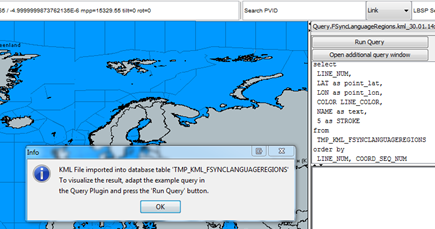 55 / -4.9999999873762135E-6 mpp=15329.55 tilt=0 rot=0
Search PVID
Link
LBSP S
Query.FSyncLanguageRegions.kml_30.01.14
Run Query
Open additional query window
select
LINE_NUM,
LAT as point_lat,
LON as point_lon,
COLOR LINE_COLOR,
NAME as text,
5 as STROKE
from
TMP_KML_FSYNCLANGUAGEREGIONS
order by
LINE_NUM, COORD_SEQ_NUM
Info
KML File imported into database table 'TMP_KML_FSYNCLANGUAGEREGIONS'
To visualize the result, adapt the example query in
the Query Plugin and press the 'Run Query' button.
OK